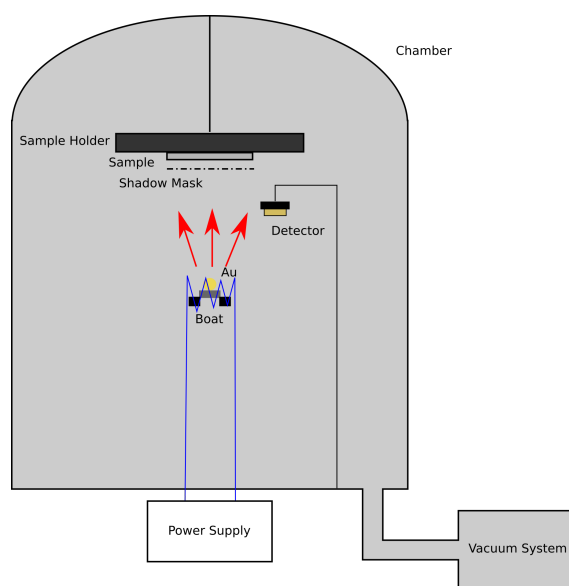 Chamber
Sample Holder
Sample
Shadow Mask
Detector
Au
Boat
Power Supply
Vacuum System